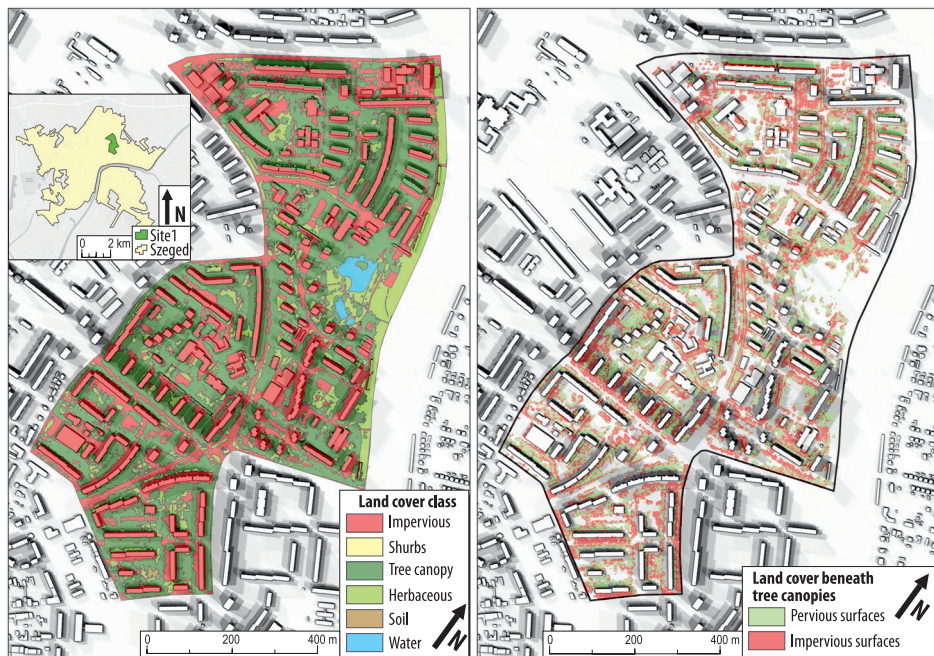 N
0 2 km
Site1
Szeged
Land cover class
Impervious
Shurbs
Tree canopy
Herbaceous
Soil
Water
N
0 200 400 m
Land cover beneath
tree canopies
Pervious surfaces
Impervious surfaces
N
0 200 400 m